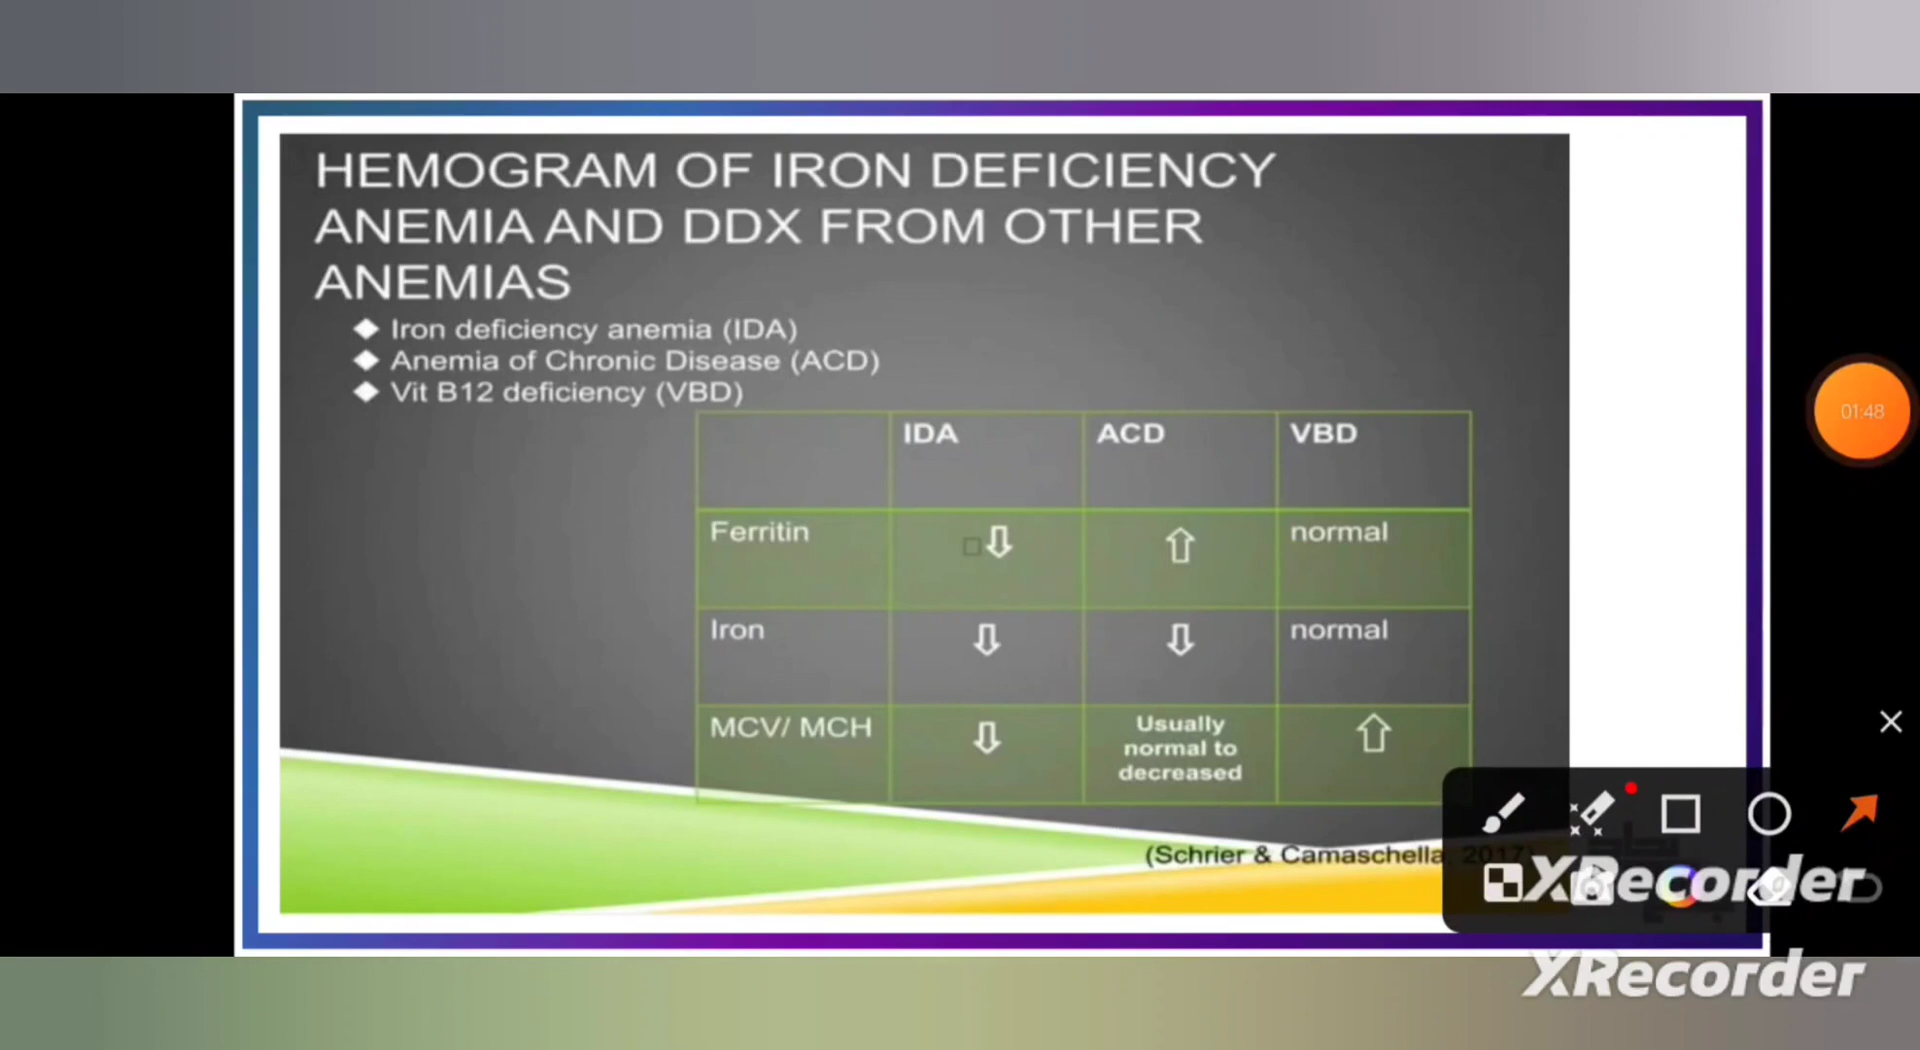 HEMOGRAM OF IRON DEFICIENCY
ANEMIA AND DDX FROM OTHER
ANEMIAS
Iron deficiency anemia (IDA)
Anemia of Chronic Disease (ACD)
Vit B12 deficiency (VBD)
IDA ACD VBD
Ferritin normal
Iron normal
MCV/ MCH Usually
normal to
decreased
(Schrier & Camaschella, 2017)
01:48
XRecorder
XRecorder